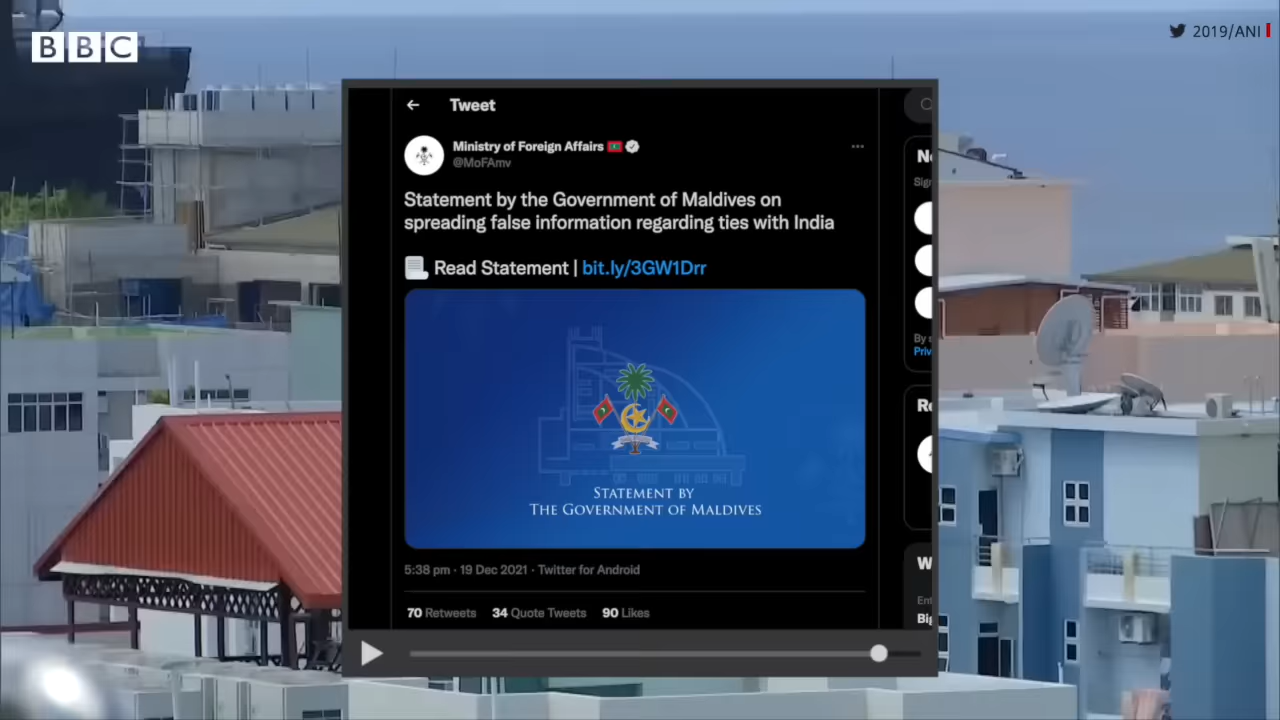 BBC
2019/ANI
Tweet
Ministry of Foreign Affairs
@MoFAmv
Statement by the Government of Maldives on
spreading false information regarding ties with India
Read Statement | bit.ly/3GW1Drr
STATEMENT BY
THE GOVERNMENT OF MALDIVES
5:38 pm · 19 Dec 2021 · Twitter for Android
70 Retweets 34 Quote Tweets 90 Likes